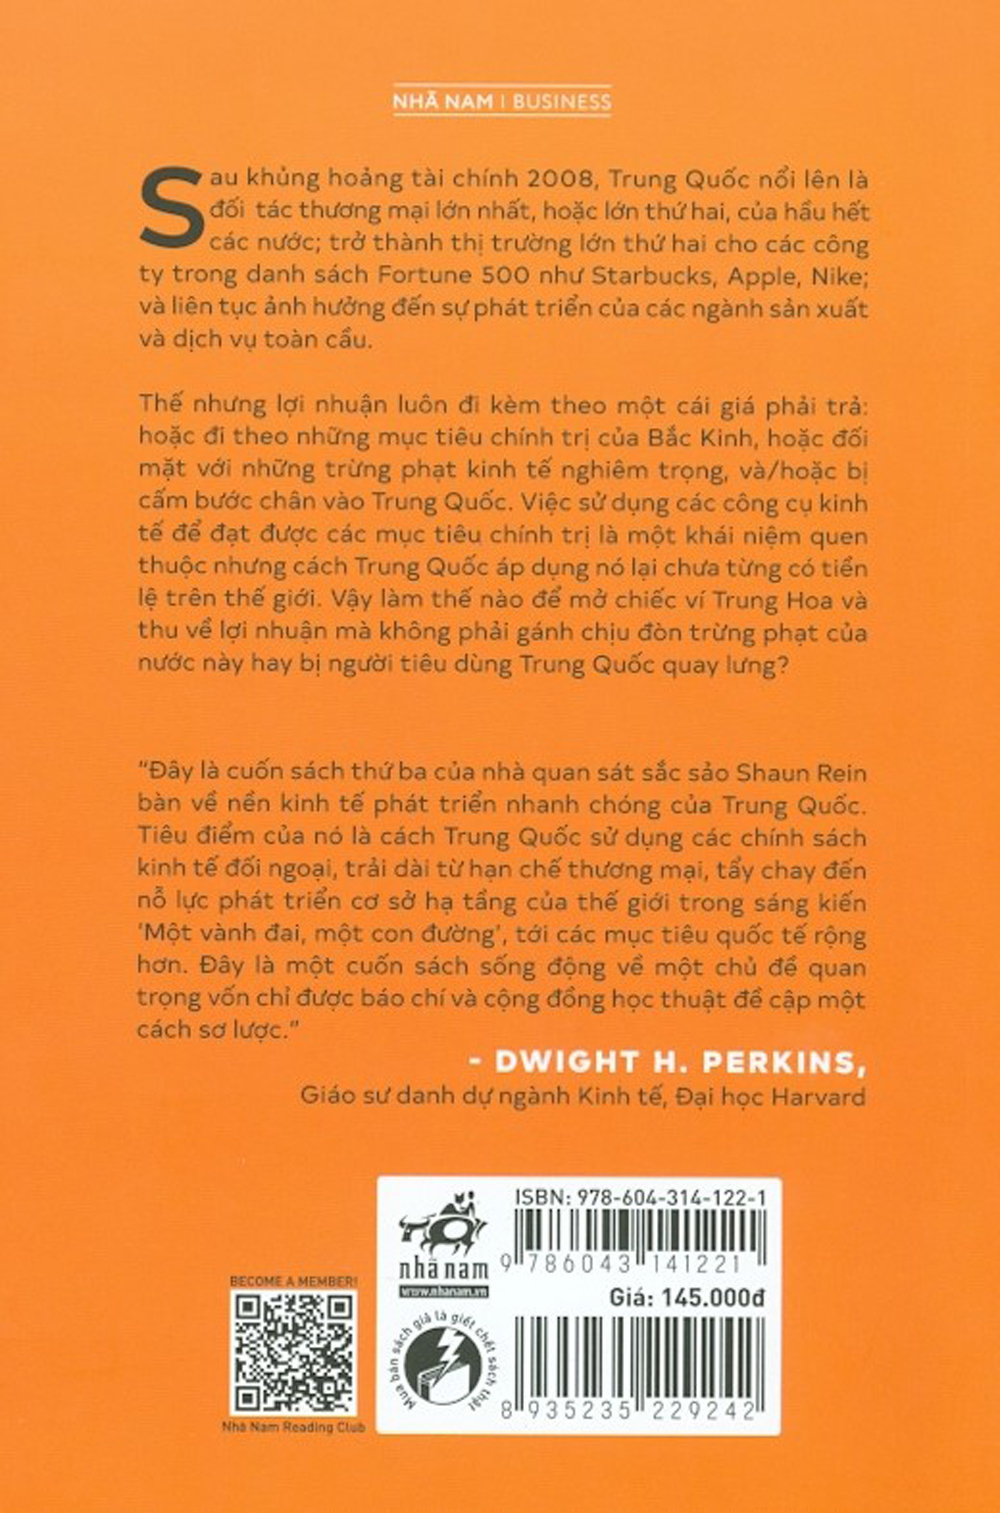 NHÃ NAM | BUSINESS
Sau khủng hoảng tài chính 2008, Trung Quốc nổi lên là
đối tác thương mại lớn nhất, hoặc lớn thứ hai, của hầu hết
các nước; trở thành thị trường lớn thứ hai cho các công
ty trong danh sách Fortune 500 như Starbucks, Apple, Nike;
và liên tục ảnh hưởng đến sự phát triển của các ngành sản xuất
và dịch vụ toàn cầu.
Thế nhưng lợi nhuận luôn đi kèm theo một cái giá phải trả:
hoặc đi theo những mục tiêu chính trị của Bắc Kinh, hoặc đối
mặt với những trừng phạt kinh tế nghiêm trọng, và/hoặc bị
cấm bước chân vào Trung Quốc. Việc sử dụng các công cụ kinh
tế để đạt được các mục tiêu chính trị là một khái niệm quen
thuộc nhưng cách Trung Quốc áp dụng nó lại chưa từng có tiền
lệ trên thế giới. Vậy làm thế nào để mở chiếc ví Trung Hoa và
thu về lợi nhuận mà không phải gánh chịu đòn trừng phạt của
nước này hay bị người tiêu dùng Trung Quốc quay lưng?
“Đây là cuốn sách thứ ba của nhà quan sát sắc sảo Shaun Rein
bàn về nền kinh tế phát triển nhanh chóng của Trung Quốc.
Tiêu điểm của nó là cách Trung Quốc sử dụng các chính sách
kinh tế đối ngoại, trải dài từ hạn chế thương mại, tẩy chay đến
nỗ lực phát triển cơ sở hạ tầng của thế giới trong sáng kiến
'Một vành đai, một con đường', tới các mục tiêu quốc tế rộng
hơn. Đây là một cuốn sách sống động về một chủ đề quan
trọng vốn chỉ được báo chí và cộng đồng học thuật đề cập một
cách sơ lược.”
- DWIGHT H. PERKINS,
Giáo sư danh dự ngành Kinh tế, Đại học Harvard
ISBN: 978-604-314-122-1
9 786043 141221
nhã nam
www.nhanam.vn
Giá: 145.000đ
Mua bán sách giả là giết chết sách thật
8 935235 229242
BECOME A MEMBER!
Nhã Nam Reading Club